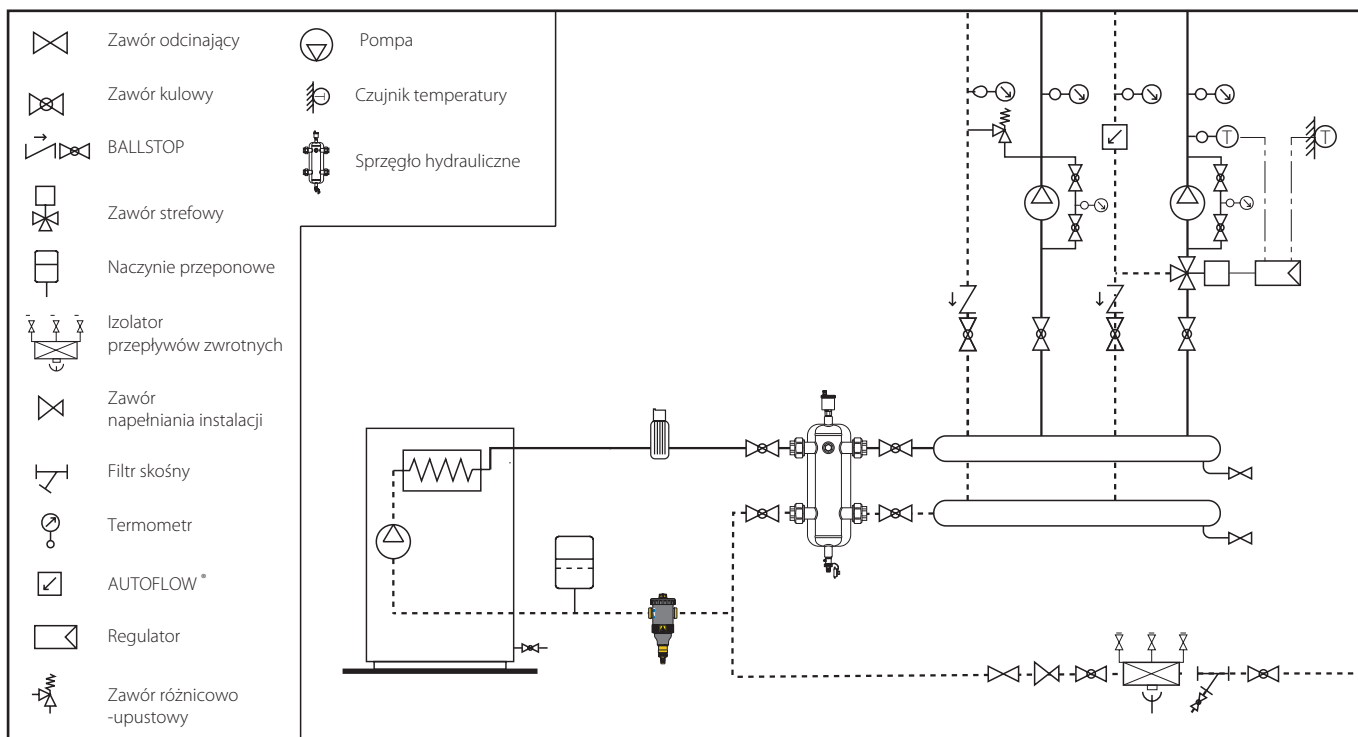 Zawór odcinający
Zawór kulowy
BALLSTOP
Zawór strefowy
Naczynie przeponowe
Izolator
przepływów zwrotnych
Zawór
napełniania instalacji
Filtr skośny
Termometr
AUTOFLOW ®
Regulator
Zawór różnicowo
-upustowy
Pompa
T
Czujnik temperatury
Sprzęgło hydrauliczne
T
T